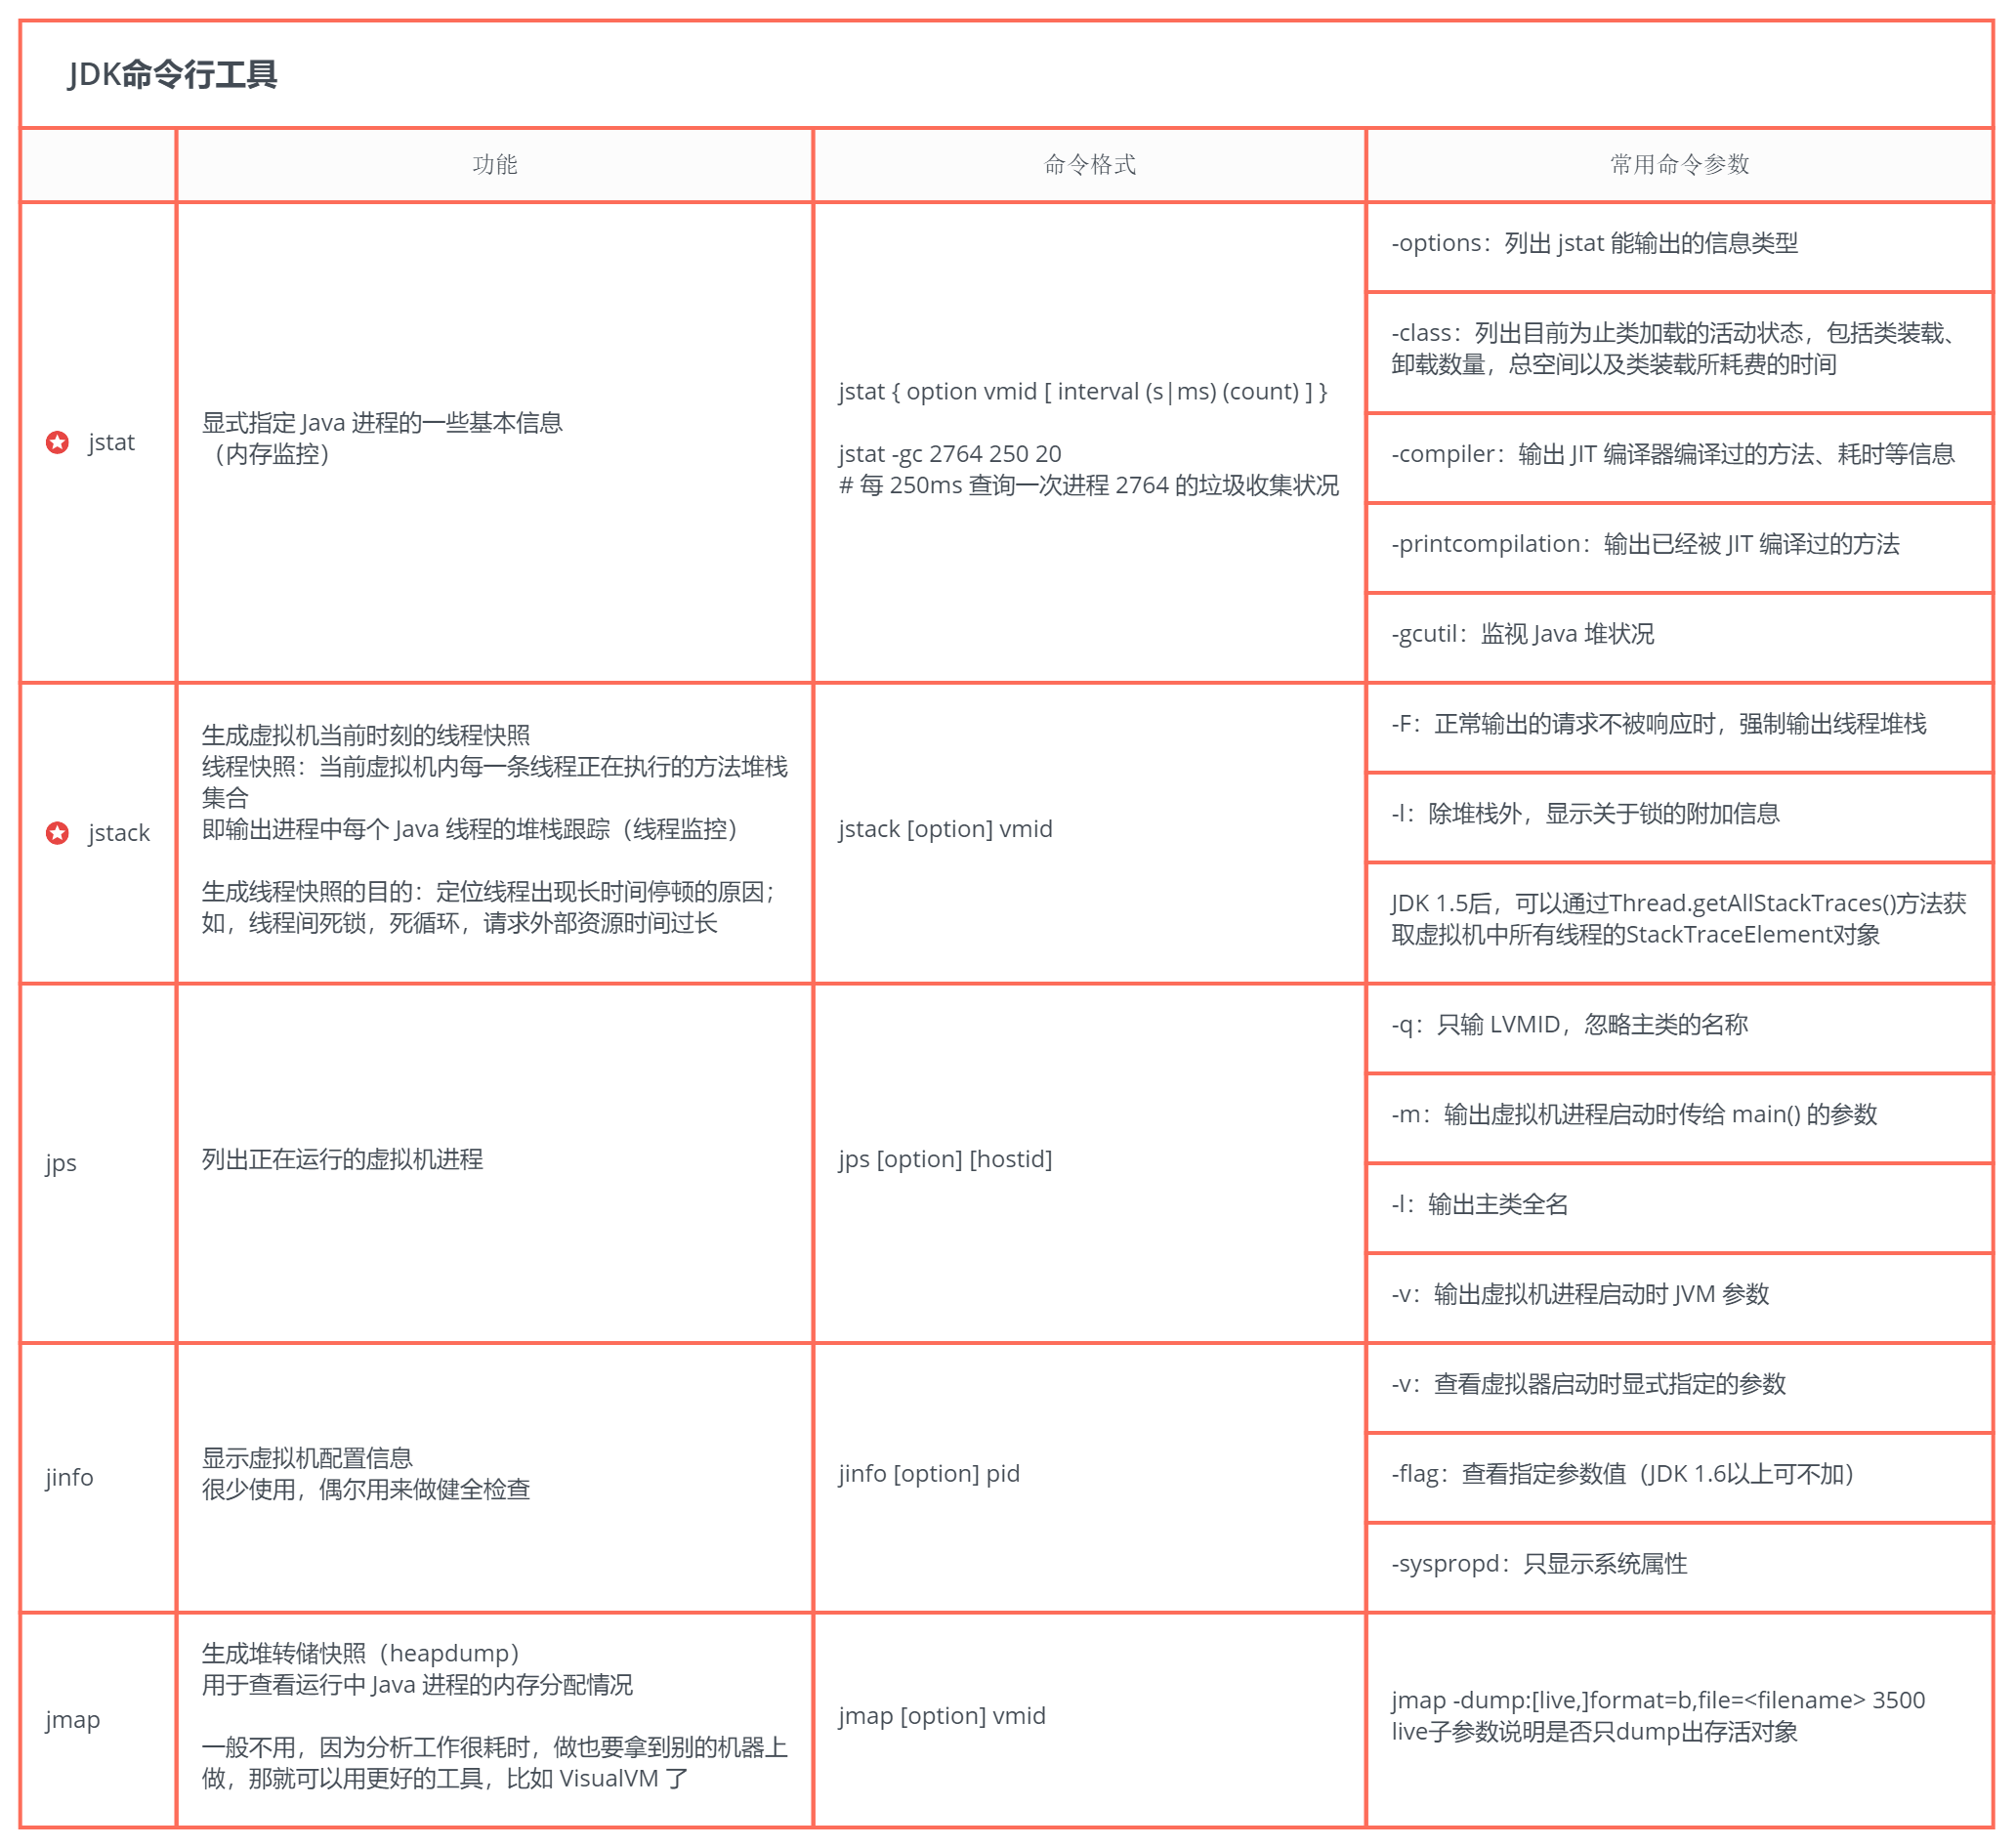 JDK命令行工具
功能
命令格式
常用命令参数
jstat
显式指定 Java 进程的一些基本信息
（内存监控）
jstat { option vmid [ interval (s|ms) (count) ] }
jstat -gc 2764 250 20
# 每 250ms 查询一次进程 2764 的垃圾收集状况
-options：列出 jstat 能输出的信息类型
-class：列出目前为止类加载的活动状态，包括类装载、
卸载数量，总空间以及类装载所耗费的时间
-compiler：输出 JIT 编译器编译过的方法、耗时等信息
-printcompilation：输出已经被 JIT 编译过的方法
-gcutil：监视 Java 堆状况
jstack
生成虚拟机当前时刻的线程快照
线程快照：当前虚拟机内每一条线程正在执行的方法堆栈
集合
即输出进程中每个 Java 线程的堆栈跟踪（线程监控）
生成线程快照的目的：定位线程出现长时间停顿的原因；
如，线程间死锁，死循环，请求外部资源时间过长
jstack [option] vmid
-F：正常输出的请求不被响应时，强制输出线程堆栈
-l：除堆栈外，显示关于锁的附加信息
JDK 1.5后，可以通过Thread.getAllStackTraces()方法获
取虚拟机中所有线程的StackTraceElement对象
jps
列出正在运行的虚拟机进程
jps [option] [hostid]
-q：只输 LVMID，忽略主类的名称
-m：输出虚拟机进程启动时传给 main() 的参数
-l：输出主类全名
-v：输出虚拟机进程启动时 JVM 参数
jinfo
显示虚拟机配置信息
很少使用，偶尔用来做健全检查
jinfo [option] pid
-v：查看虚拟器启动时显式指定的参数
-flag：查看指定参数值（JDK 1.6以上可不加）
-syspropd：只显示系统属性
jmap
生成堆转储快照（heapdump）
用于查看运行中 Java 进程的内存分配情况
一般不用，因为分析工作很耗时，做也要拿到别的机器上
做，那就可以用更好的工具，比如 VisualVM 了
jmap [option] vmid
jmap -dump:[live,]format=b,file=<filename> 3500
live子参数说明是否只dump出存活对象